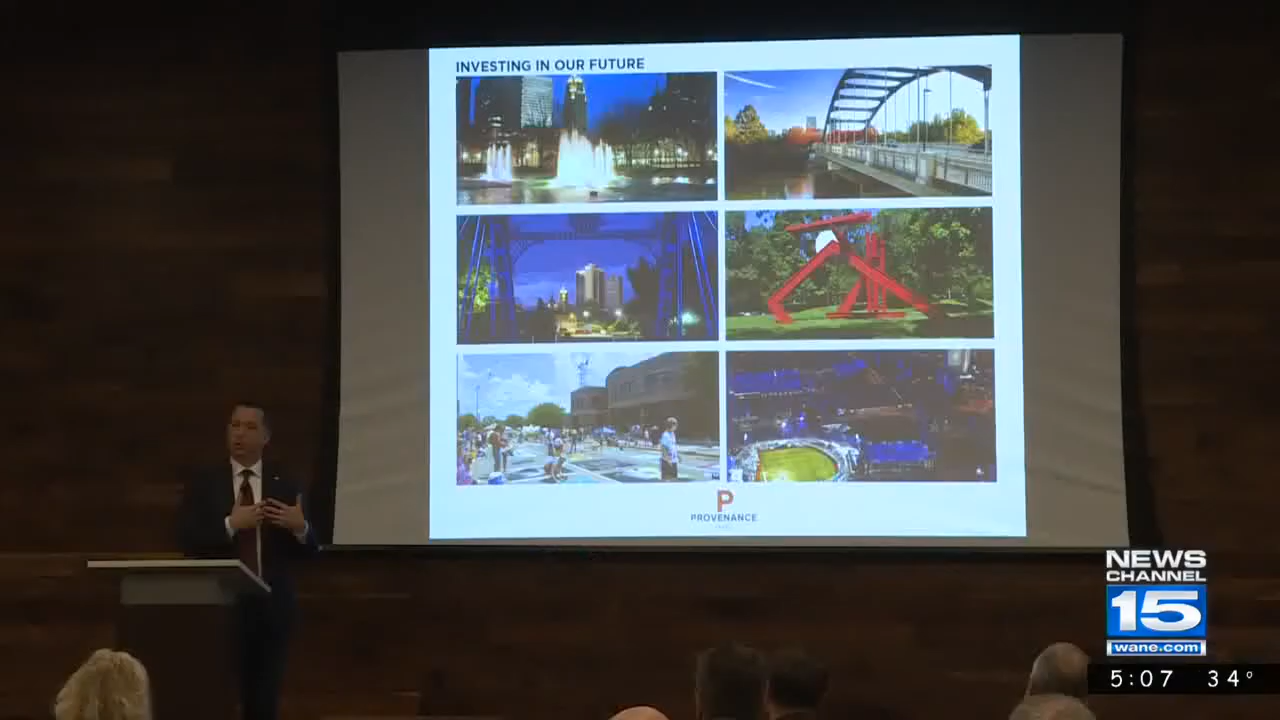 INVESTING IN OUR FUTURE
P
PROVENANCE
NEWS
CHANNEL
15
wane.com
5:07 34°